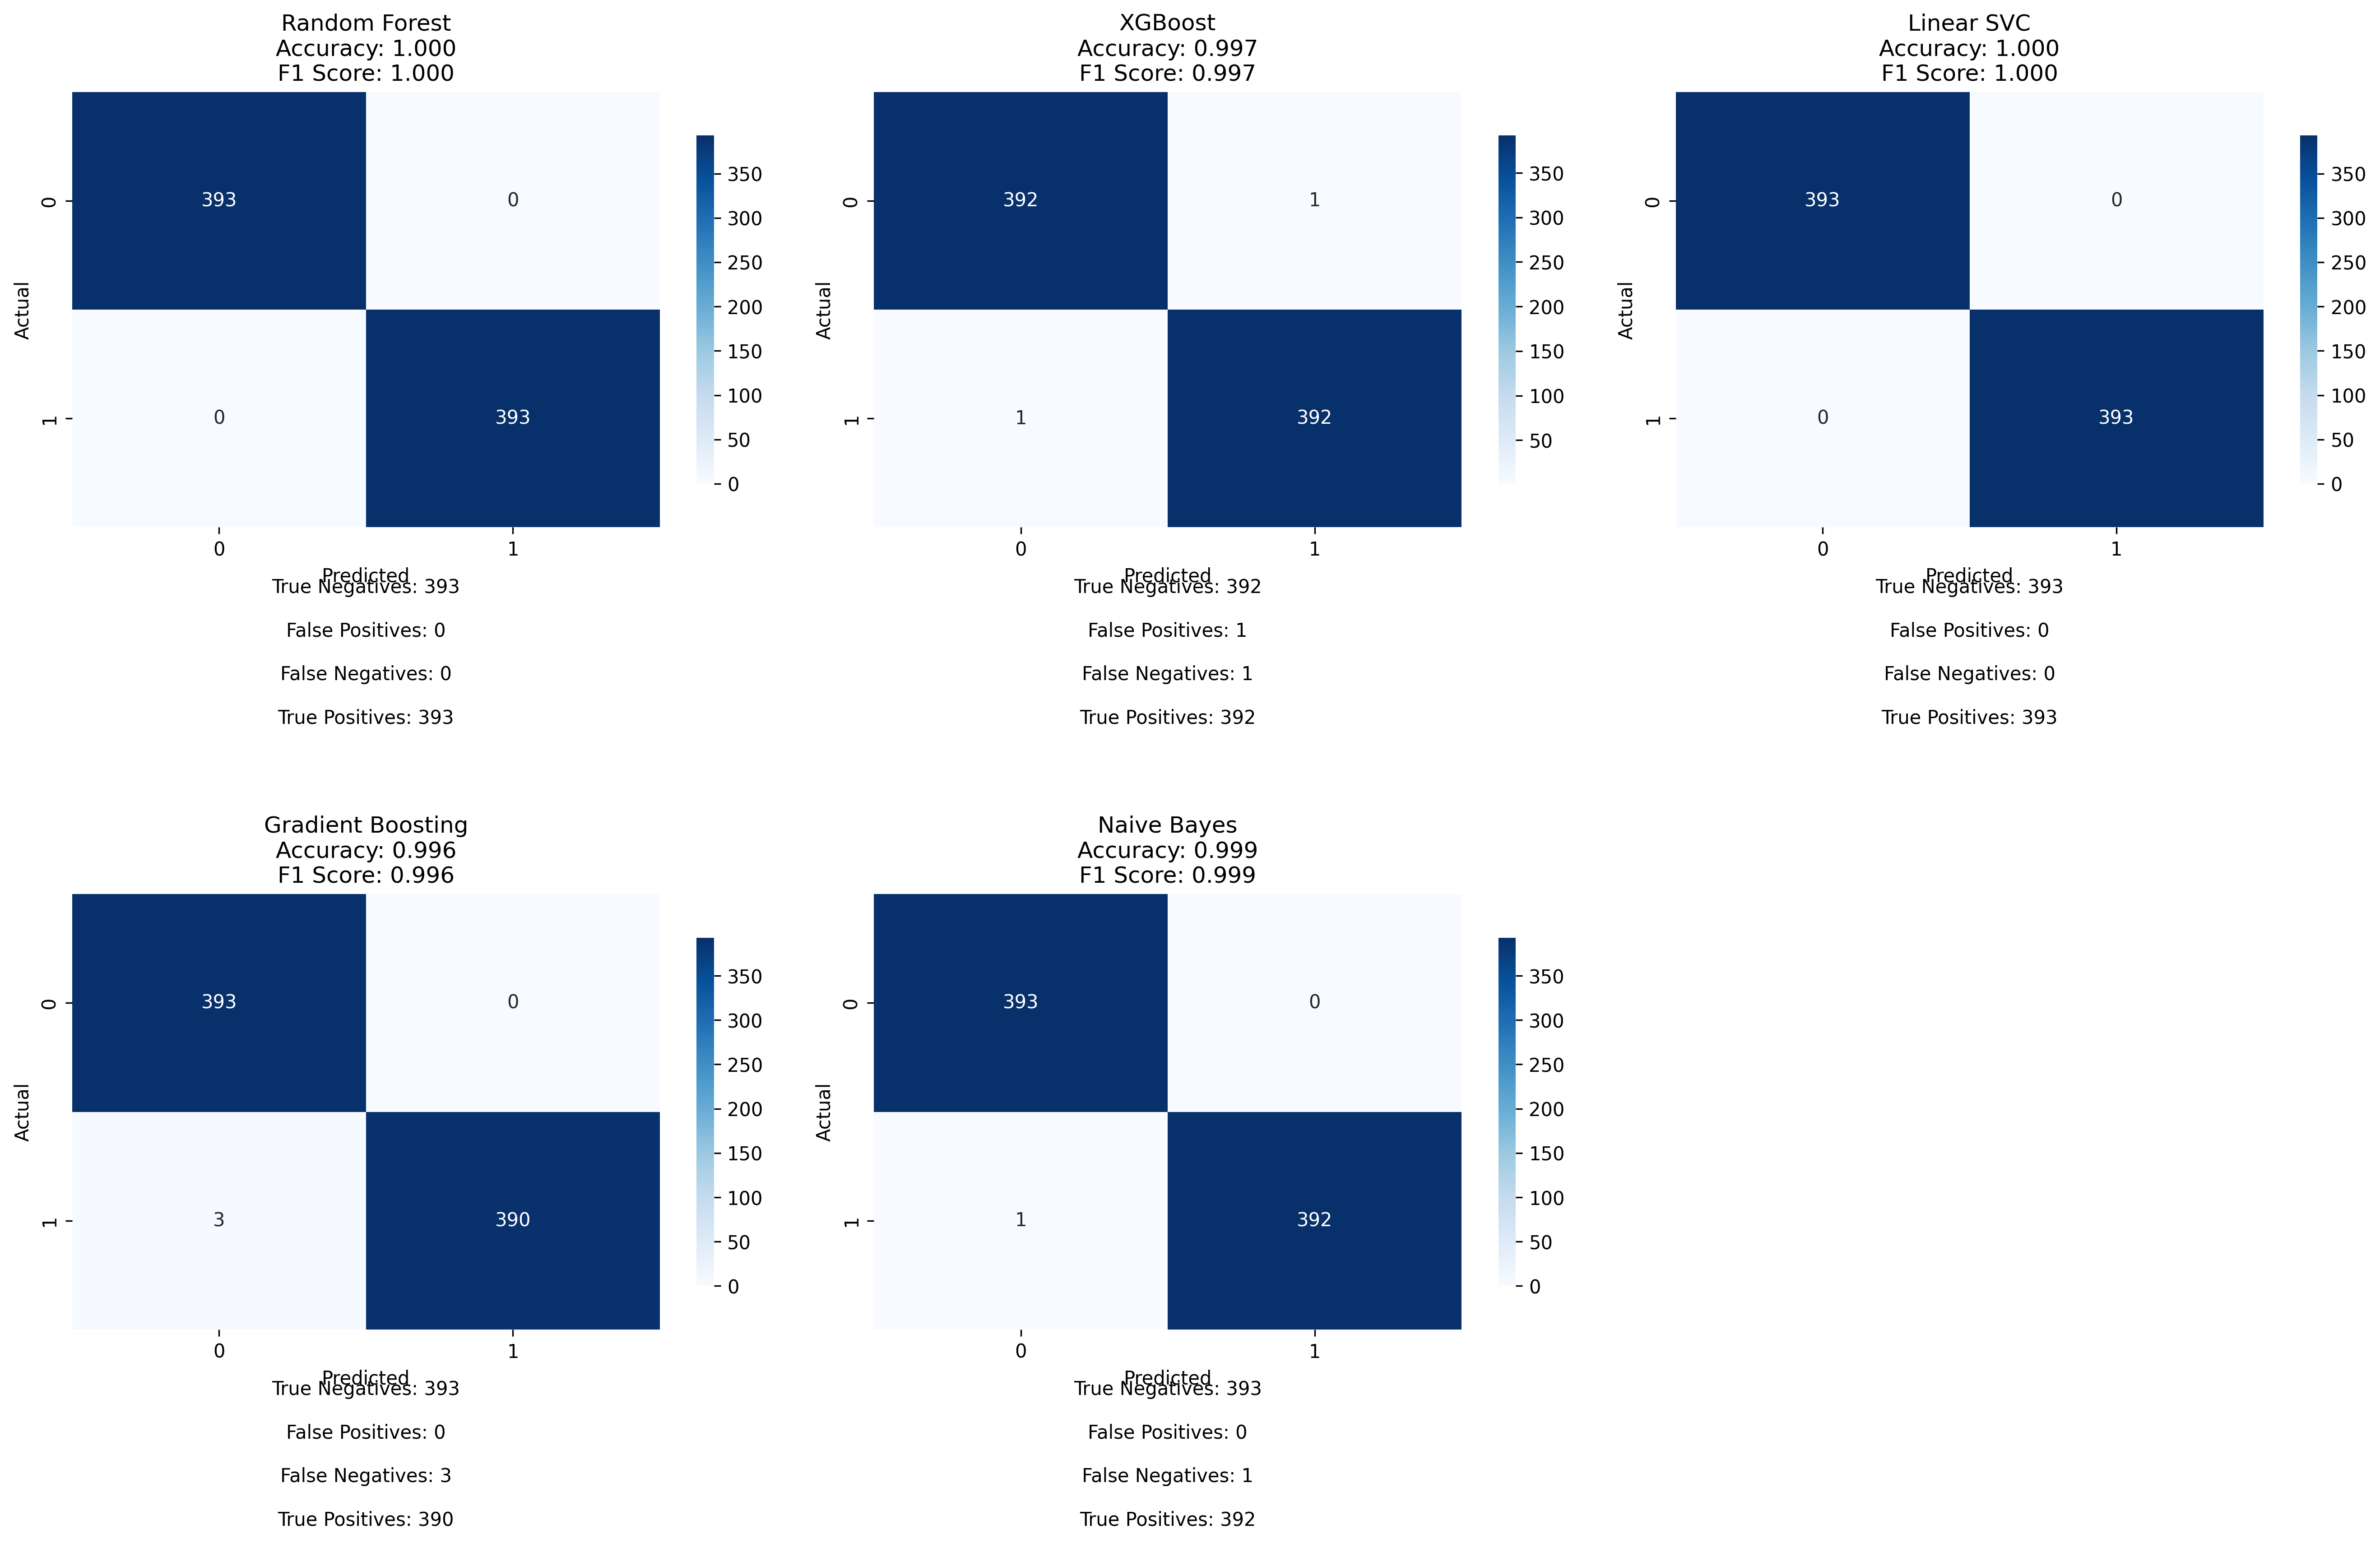 Random Forest
Accuracy: 1.000
F1 Score: 1.000
350
300
250
200
150
100
50
0
Actual
0
1
393
0
0
393
0
1
Predicted
True Negatives: 393
False Positives: 0
False Negatives: 0
True Positives: 393
XGBoost
Accuracy: 0.997
F1 Score: 0.997
350
300
250
200
150
100
50
Actual
0
1
392
1
1
392
0
1
Predicted
True Negatives: 392
False Positives: 1
False Negatives: 1
True Positives: 392
Linear SVC
Accuracy: 1.000
F1 Score: 1.000
350
300
250
200
150
100
50
0
Actual
0
1
393
0
0
393
0
1
Predicted
True Negatives: 393
False Positives: 0
False Negatives: 0
True Positives: 393
Gradient Boosting
Accuracy: 0.996
F1 Score: 0.996
350
300
250
200
150
100
50
0
Actual
0
1
393
0
3
390
0
1
Predicted
True Negatives: 393
False Positives: 0
False Negatives: 3
True Positives: 390
Naive Bayes
Accuracy: 0.999
F1 Score: 0.999
350
300
250
200
150
100
50
0
Actual
0
1
393
0
1
392
0
1
Predicted
True Negatives: 393
False Positives: 0
False Negatives: 1
True Positives: 392